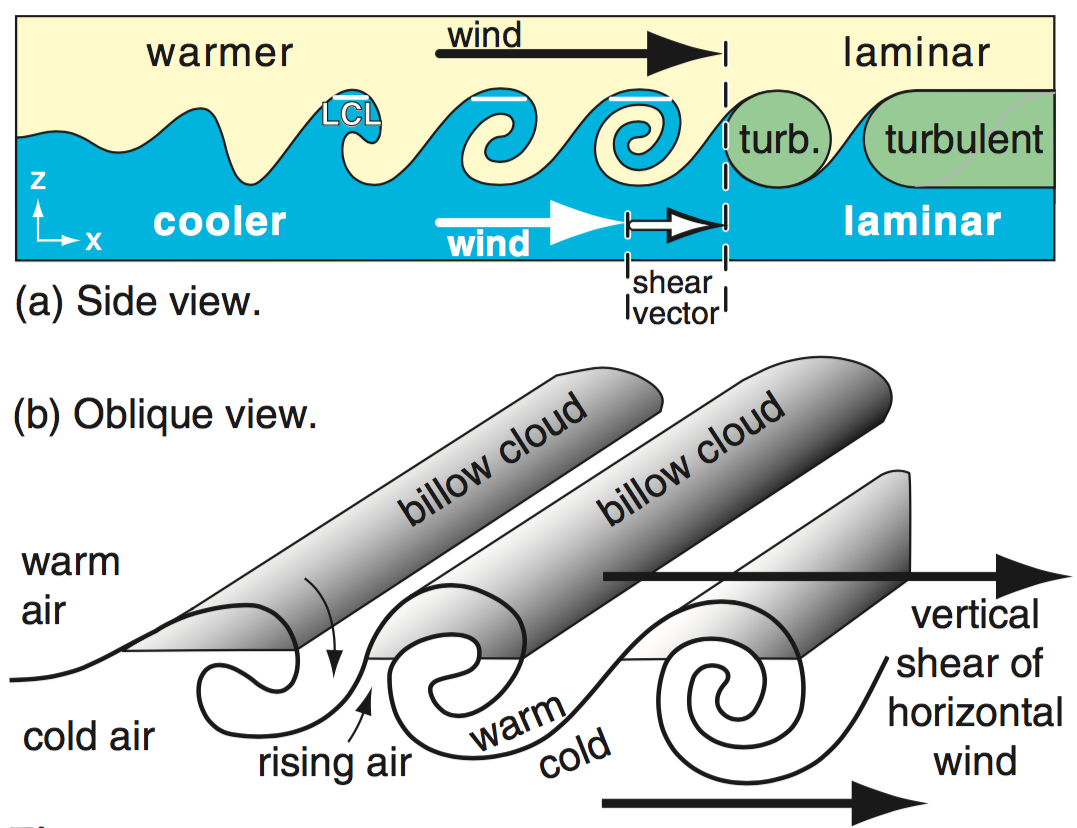 warmer
wind
laminar
LCL
turb.
turbulent
z
x
cooler
wind
laminar
shear
vector
(a) Side view.
(b) Oblique view.
billow cloud
billow cloud
warm
air
cold air
rising air
warm
cold
vertical
shear of
horizontal
wind